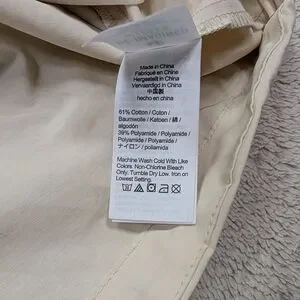 Made in China
Fabriqué en Chine
Hergestellt in China
Vervaardigd in China
中国製
hecho en china
61% Cotton / Coton /
Baumwolle / Katoen / 綿 /
algodón
39% Polyamide / Polyamide /
Polyamide / Polyamide /
ナイロン / poliamida
Machine Wash Cold With Like
Colors. Non-Chlorine Bleach
Only. Tumble Dry Low. Iron on
Lowest Setting.